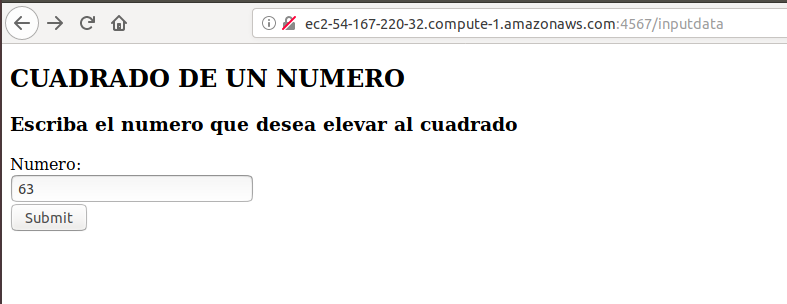 ec2-54-167-220-32.compute-1.amazonaws.com:4567/inputdata
CUADRADO DE UN NUMERO
Escriba el numero que desea elevar al cuadrado
Numero:
63
Submit